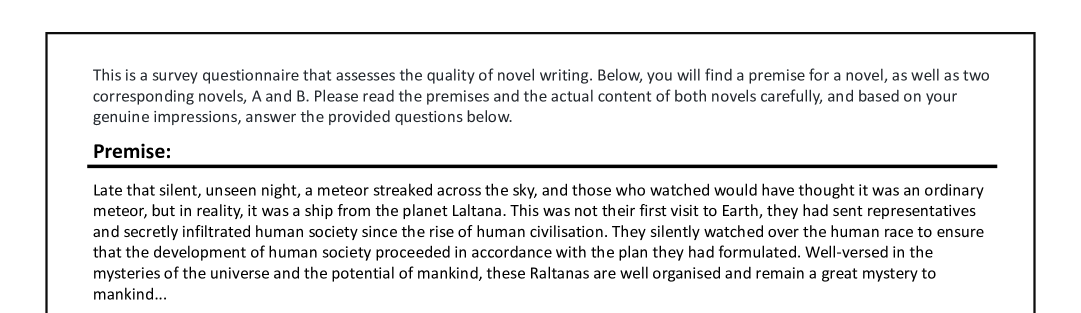 This is a survey questionnaire that assesses the quality of novel writing. Below, you will find a premise for a novel, as well as two
corresponding novels, A and B. Please read the premises and the actual content of both novels carefully, and based on your
genuine impressions, answer the provided questions below.
Premise:
Late that silent, unseen night, a meteor streaked across the sky, and those who watched would have thought it was an ordinary
meteor, but in reality, it was a ship from the planet Laltana. This was not their first visit to Earth, they had sent representatives
and secretly infiltrated human society since the rise of human civilisation. They silently watched over the human race to ensure
that the development of human society proceeded in accordance with the plan they had formulated. Well-versed in the
mysteries of the universe and the potential of mankind, these Raltanas are well organised and remain a great mystery to
mankind...